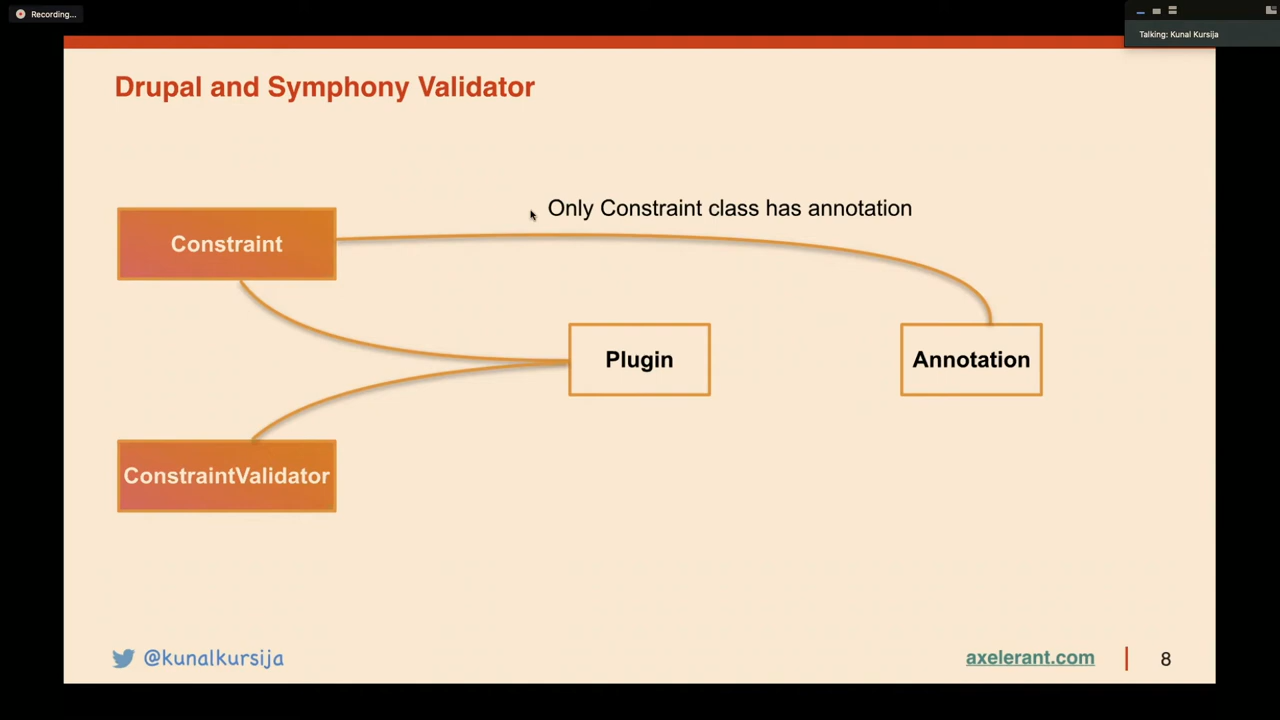 Recording...
Talking: Kunal Kursija
Drupal and Symphony Validator
Only Constraint class has annotation
Constraint
Plugin
Annotation
ConstraintValidator
@kunalkursija
axelerant.com
8